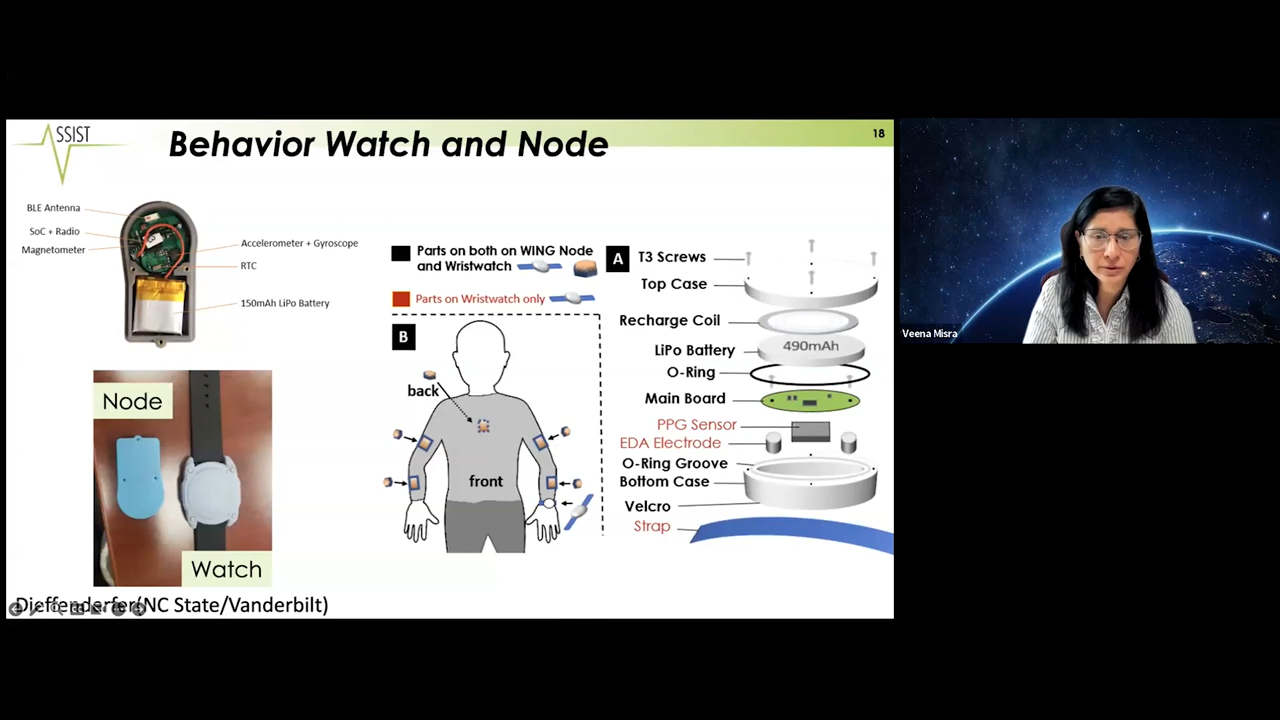 SSIST
Behavior Watch and Node
18
BLE Antenna
SoC + Radio
Magnetometer
Accelerometer + Gyroscope
RTC
150mAh LiPo Battery
Node
Watch
Dieffenderfer(NC State/Vanderbilt)
Parts on both on WING Node
and Wristwatch
Parts on Wristwatch only
B
back
front
A
T3 Screws
Top Case
Recharge Coil
LiPo Battery
490mAh
O-Ring
Main Board
PPG Sensor
EDA Electrode
O-Ring Groove
Bottom Case
Velcro
Strap
Veena Misra